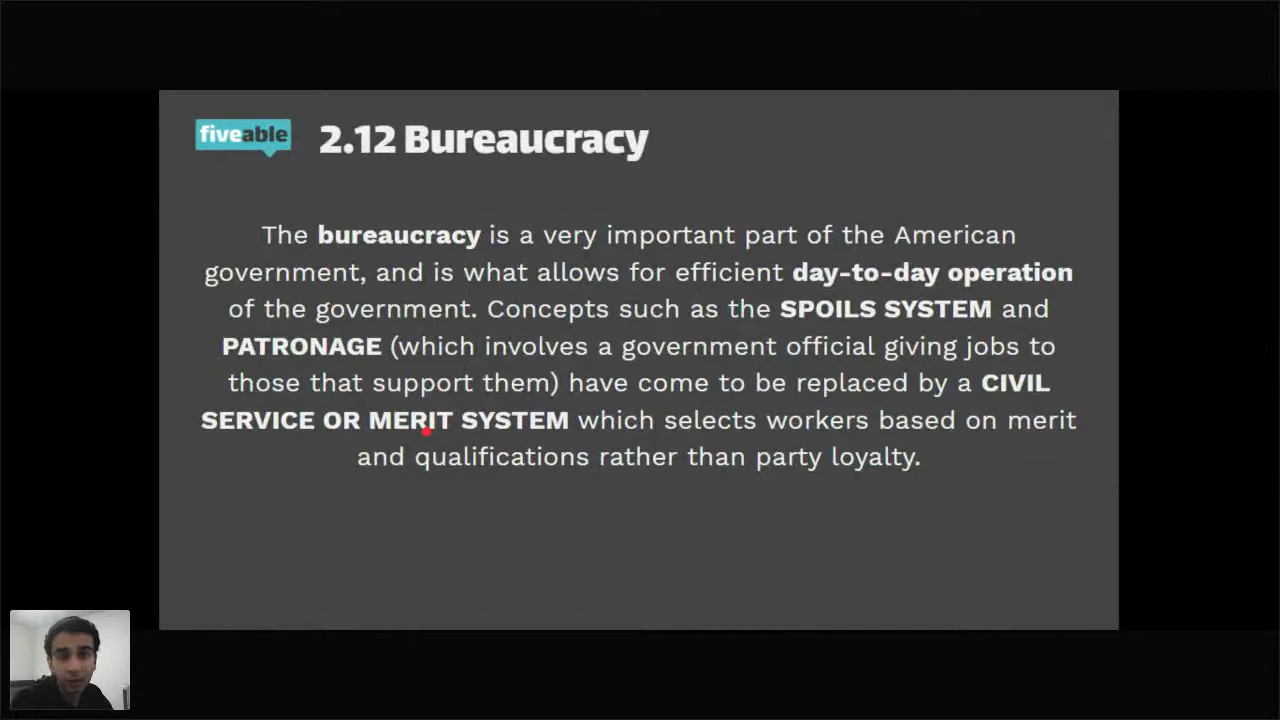 fiveable
2.12 Bureaucracy
The bureaucracy is a very important part of the American
government, and is what allows for efficient day-to-day operation
of the government. Concepts such as the SPOILS SYSTEM and
PATRONAGE (which involves a government official giving jobs to
those that support them) have come to be replaced by a CIVIL
SERVICE OR MERIT SYSTEM which selects workers based on merit
and qualifications rather than party loyalty.